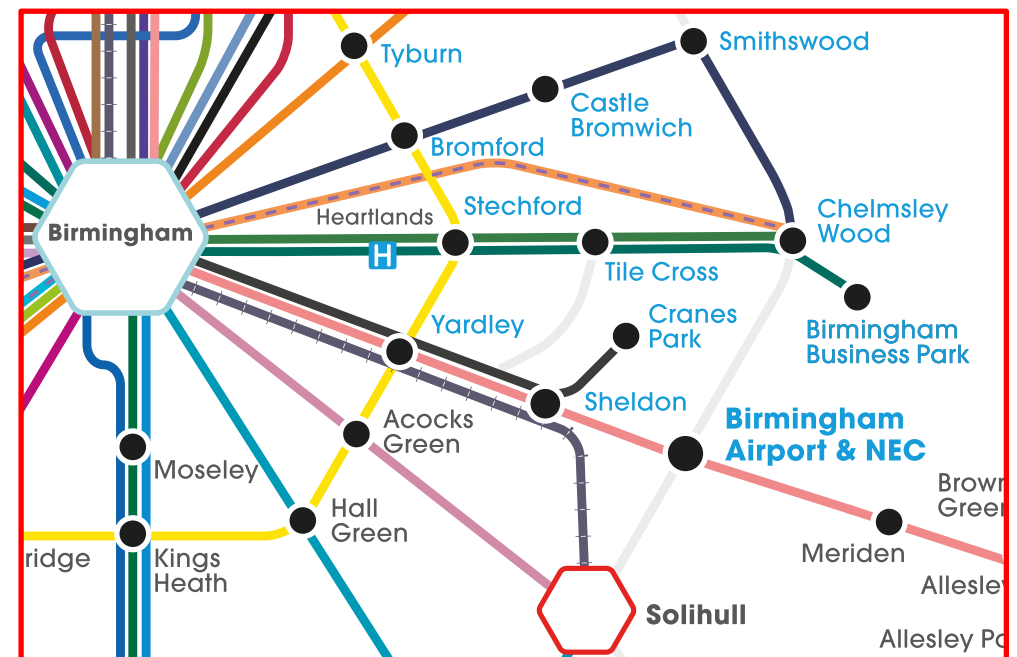 Smithswood
Tyburn
Castle
Bromwich
Bromford
Stechford
Chelmsley
Wood
Heartlands
Birmingham
H
Tile Cross
Cranes
Park
Yardley
Birmingham
Business Park
Sheldon
Birmingham
Airport & NEC
Acocks
Green
Moseley
Hall
Green
Meriden
ridge
Kings
Heath
Solihull